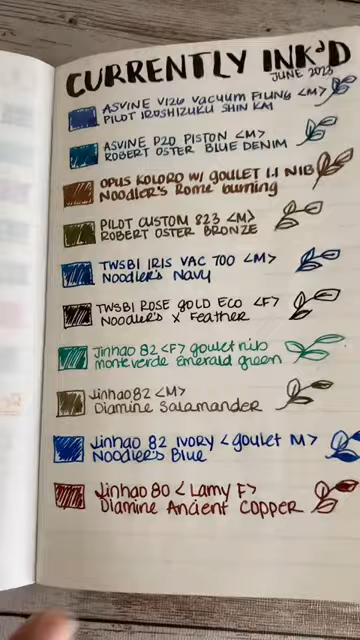 CURRENTLY INK'D
JUNE 2023
ASVINE V126 VACUUM FILLING <M>
PILOT IROSHIZUKU SHIN KAI
ASVINE P20 PISTON <M>
ROBERT OSTER BLUE DENIM
OPUS KOLORO W/ GOULET 1.1 NIB
Noodler's Rome burning
PILOT CUSTOM 823 <M>
ROBERT OSTER BRONZE
TWSBI IRIS VAC 700 <M>
Noodler's Navy
TWSBI ROSE GOLD ECO <F>
Noodler's X Feather
Jinhao 82 <F> goulet nib
monteverde Emerald green
Jinhao 82 <M>
Diamine Salamander
Jinhao 82 IVORY <goulet M>
Noodler's Blue
Jinhao 80 <Lamy F>
Diamine Ancient Copper